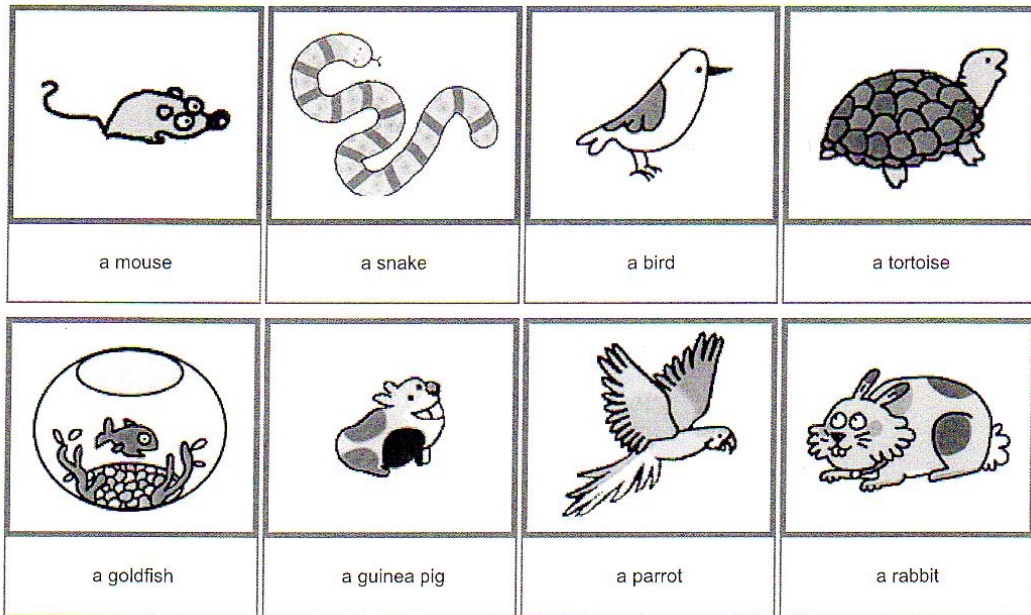 a mouse
a snake
a bird
a tortoise
a goldfish
a guinea pig
a parrot
a rabbit